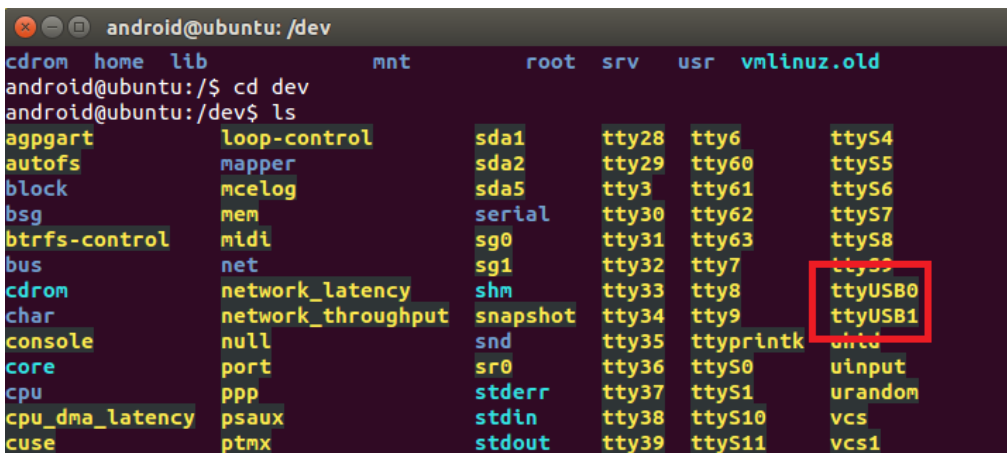 android@ubuntu: /dev
cdrom home lib mnt root srv usr vmlinuz.old
android@ubuntu:/$ cd dev
android@ubuntu:/dev$ ls
agpgart loop-control sda1 tty28 tty6 ttyS4
autofs mapper sda2 tty29 tty60 ttyS5
block mcelog sda5 tty3 tty61 ttyS6
bsg mem serial tty30 tty62 ttyS7
btrfs-control midi sg0 tty31 tty63 ttyS8
bus net sg1 tty32 tty7 ttyS9
cdrom network_latency shm tty33 tty8 ttyUSB0
char network_throughput snapshot tty34 tty9 ttyUSB1
console null snd tty35 ttyprintk uhid
core port sr0 tty36 ttyS0 uinput
cpu ppp stderr tty37 ttyS1 urandom
cpu_dma_latency psaux stdin tty38 ttyS10 vcs
cuse ptmx stdout tty39 ttyS11 vcs1